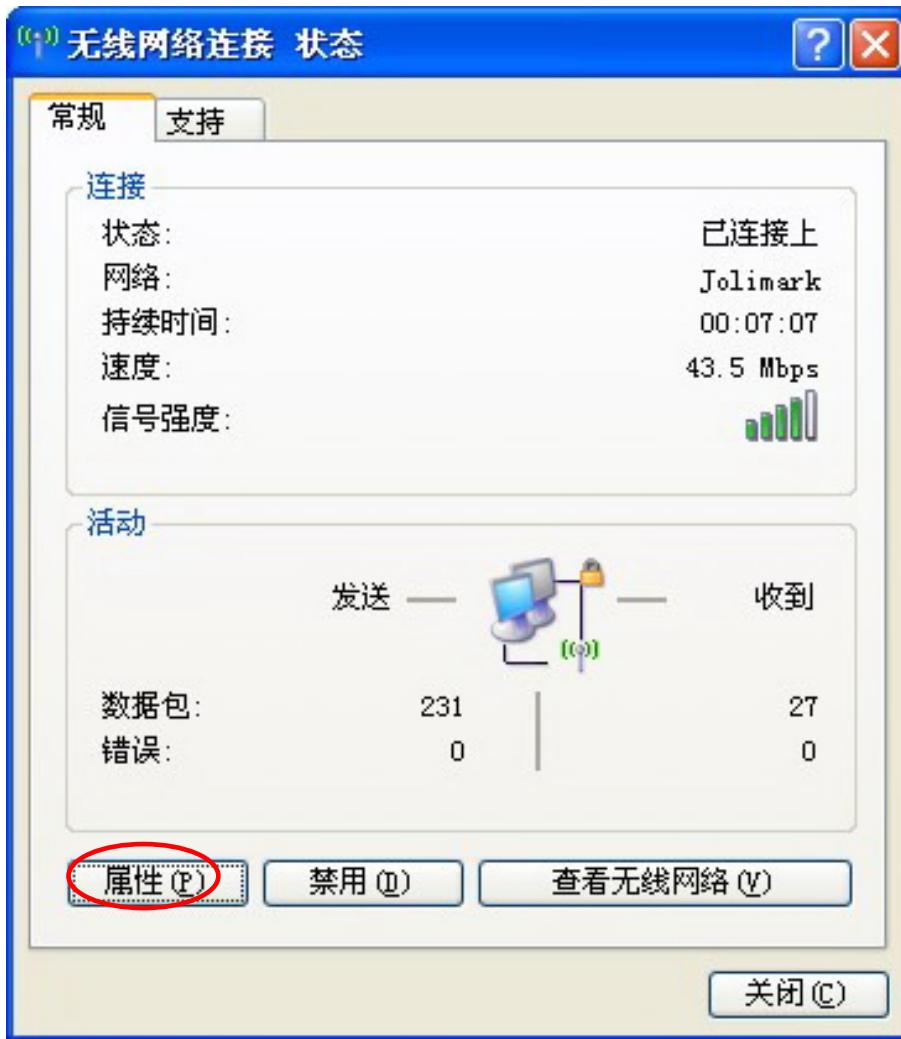 无线网络连接 状态
常规 支持
连接
状态: 已连接上
网络: Jolimark
持续时间: 00:07:07
速度: 43.5 Mbps
信号强度:
活动
发送 收到
数据包: 231 27
错误: 0 0
属性(P) 禁用(D) 查看无线网络(V)
关闭(C)